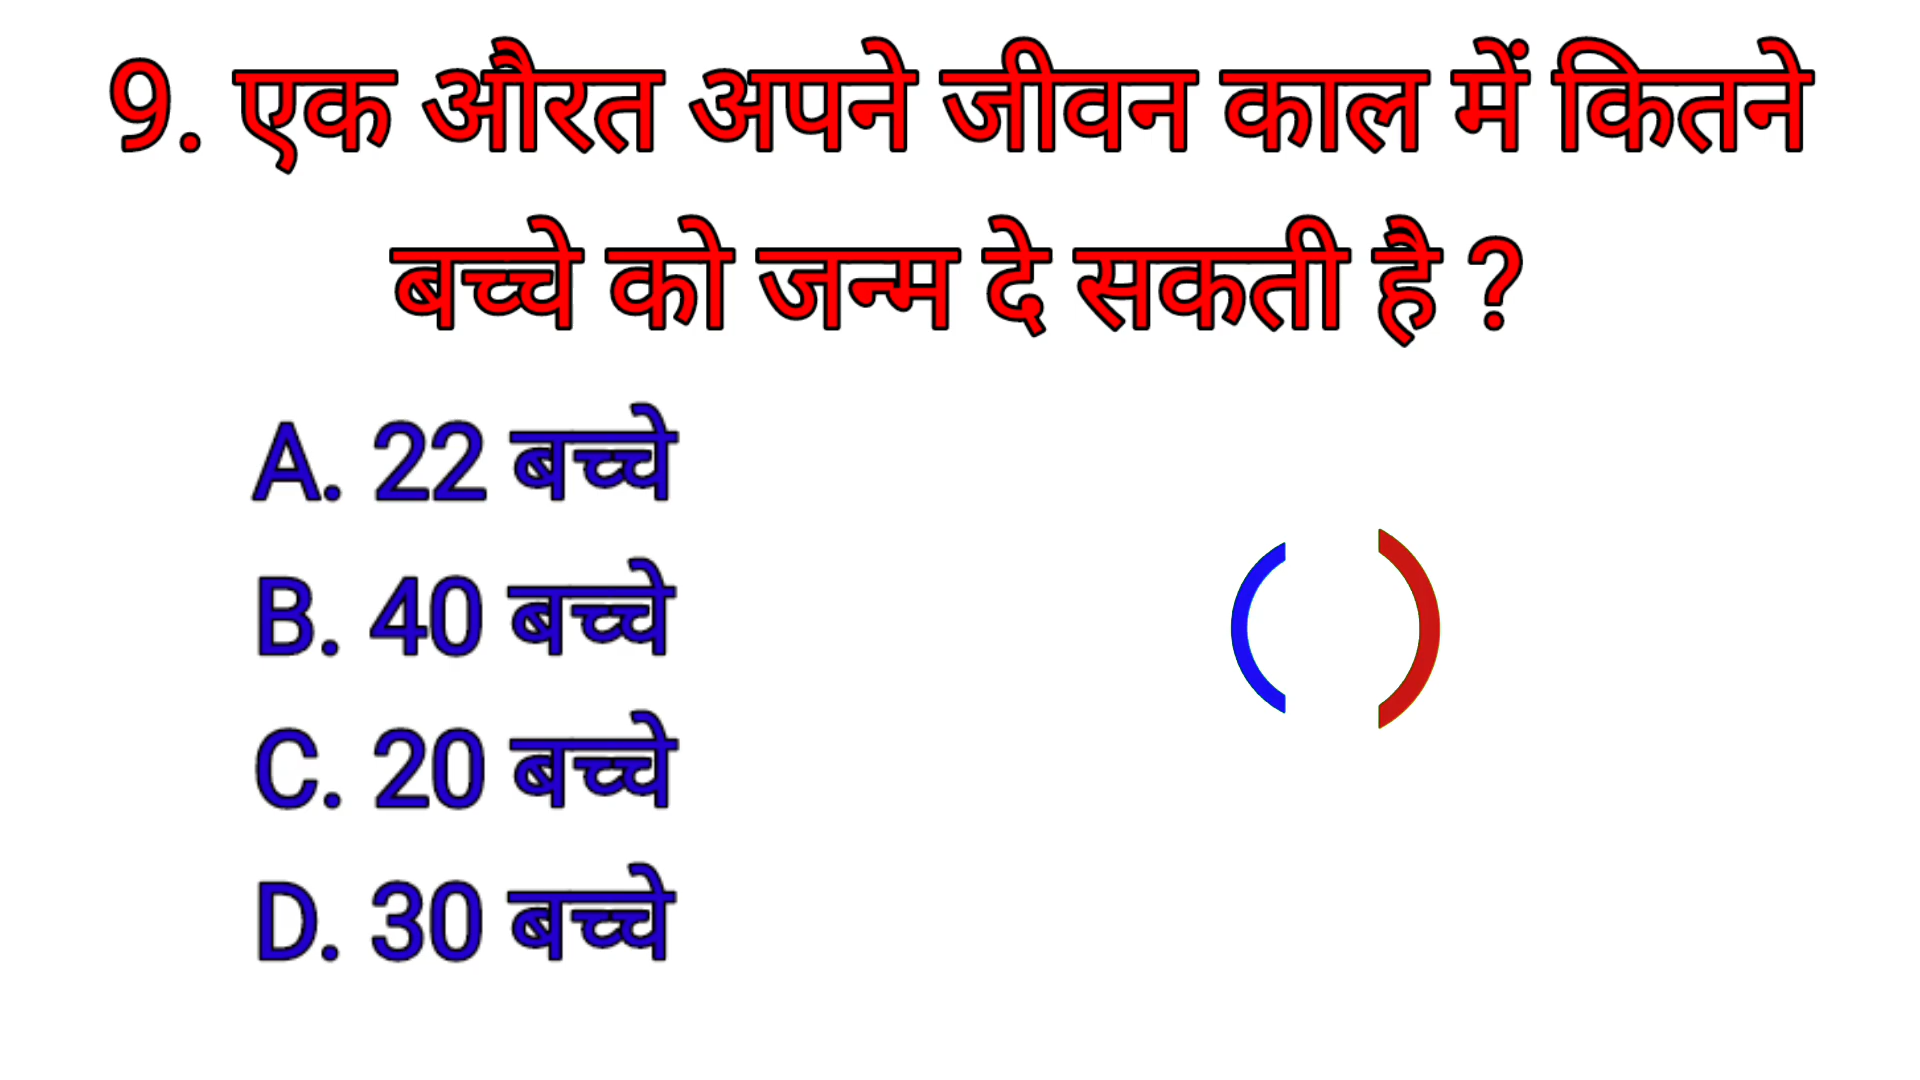 9. एक औरत अपने जीवन काल में कितने
बच्चे को जन्म दे सकती है ?
A. 22 बच्चे
B. 40 बच्चे
C. 20 बच्चे
D. 30 बच्चे